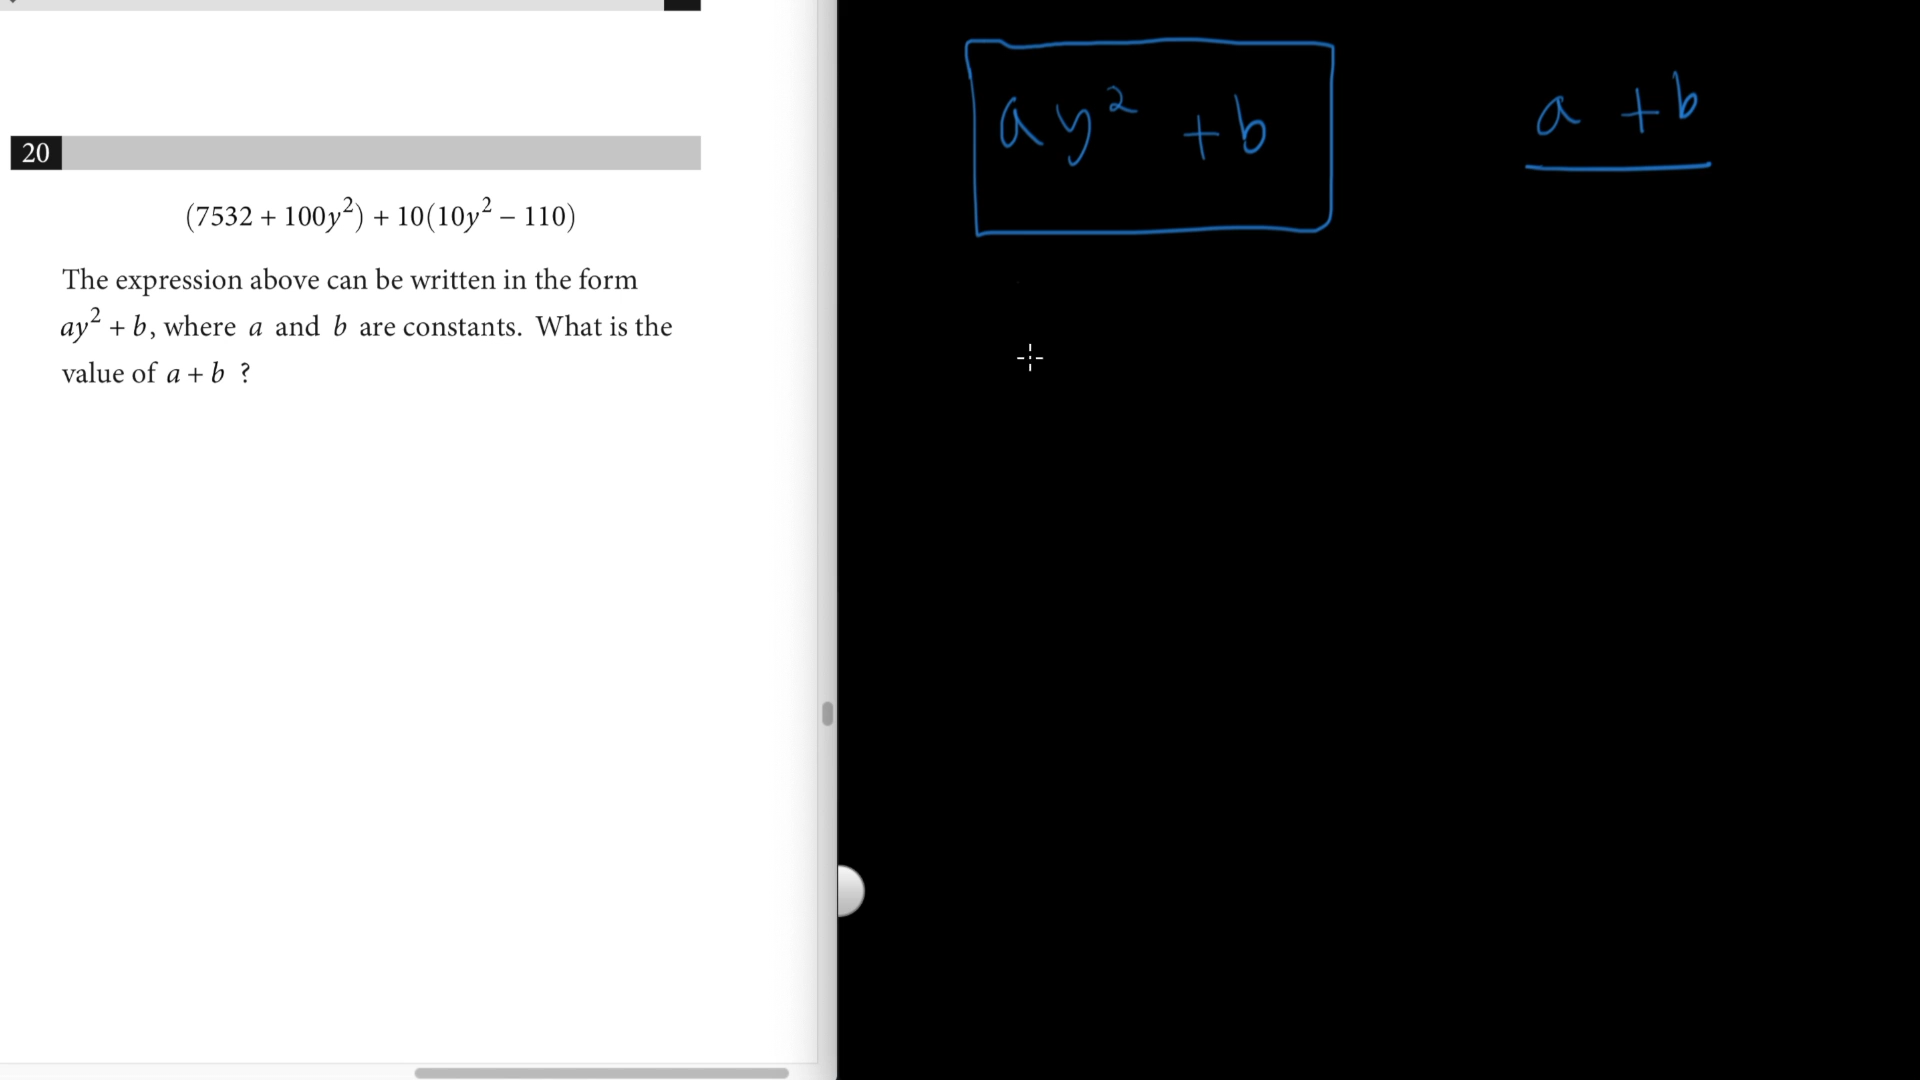 20
(7532 + 100y²) + 10(10y² – 110)
The expression above can be written in the form
ay² + b, where a and b are constants. What is the
value of a + b ?
ay² + b
a + b